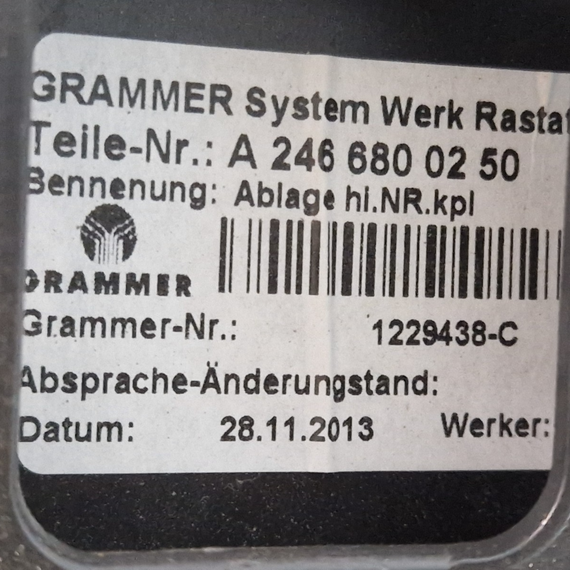 GRAMMER System Werk Rastat
Teile-Nr.: A 246 680 02 50
Bennenung: Ablage hi.NR.kpl
GRAMMER
Grammer-Nr.: 1229438-C
Absprache-Änderungstand:
Datum: 28.11.2013 Werker: